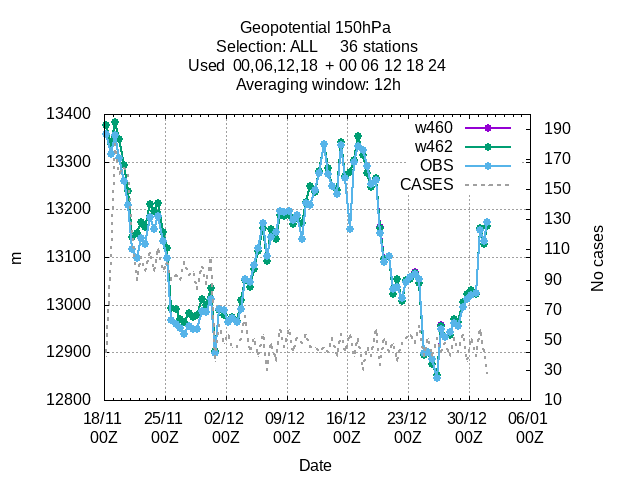 Geopotential 150hPa
Selection: ALL 36 stations
Used 00,06,12,18 + 00 06 12 18 24
Averaging window: 12h
13400
13300
13200
13100
13000
12900
12800
m
w460
w462
OBS
CASES
190
170
150
130
110
90
70
50
30
10
No cases
18/11 25/11 02/12 09/12 16/12 23/12 30/12 06/01
00Z 00Z 00Z 00Z 00Z 00Z 00Z 00Z
Date